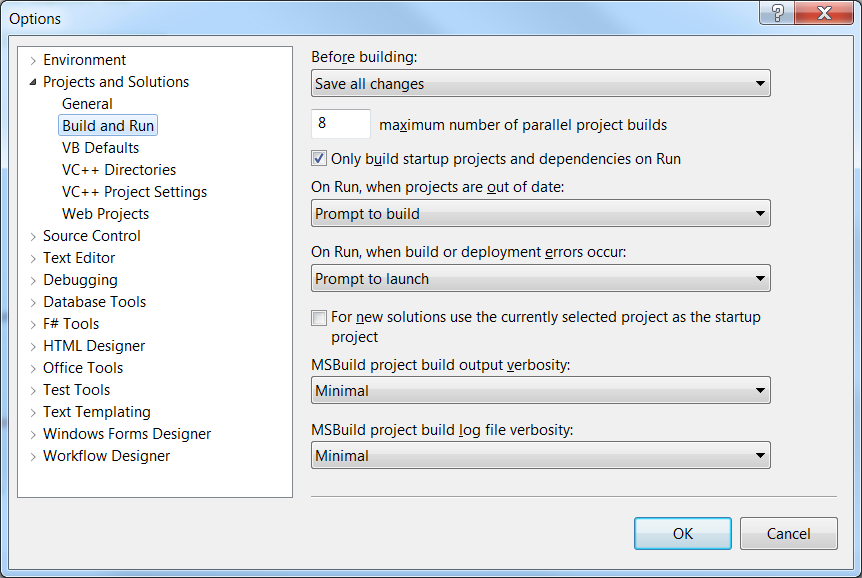 Options
Environment
Projects and Solutions
General
Build and Run
VB Defaults
VC++ Directories
VC++ Project Settings
Web Projects
Source Control
Text Editor
Debugging
Database Tools
F# Tools
HTML Designer
Office Tools
Test Tools
Text Templating
Windows Forms Designer
Workflow Designer
Before building:
Save all changes
8 maximum number of parallel project builds
Only build startup projects and dependencies on Run
On Run, when projects are out of date:
Prompt to build
On Run, when build or deployment errors occur:
Prompt to launch
For new solutions use the currently selected project as the startup
project
MSBuild project build output verbosity:
Minimal
MSBuild project build log file verbosity:
Minimal
OK Cancel